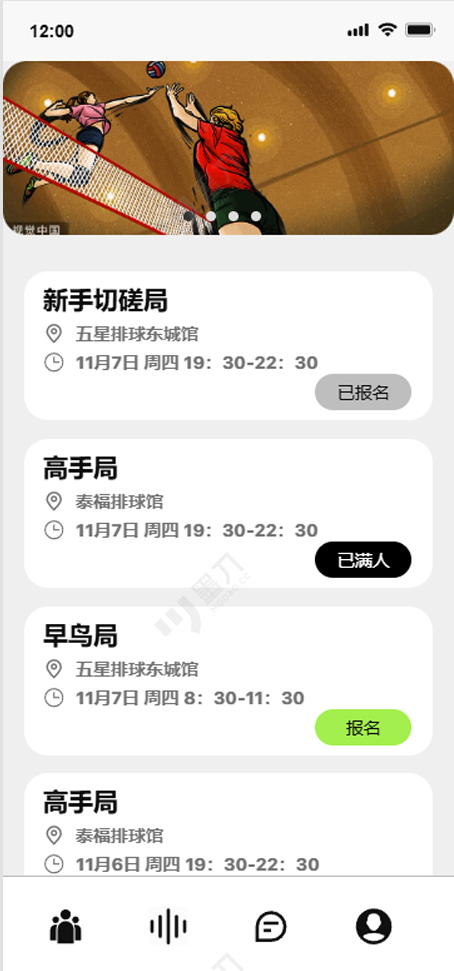 12:00
视觉中国
新手切磋局
五星排球东城馆
11月7日 周四 19：30-22：30
已报名
高手局
泰福排球馆
11月7日 周四 19：30-22：30
已满人
墨刀
MODAO.CC
早鸟局
五星排球东城馆
11月7日 周四 8：30-11：30
报名
高手局
泰福排球馆
11月6日 周四 19：30-22：30